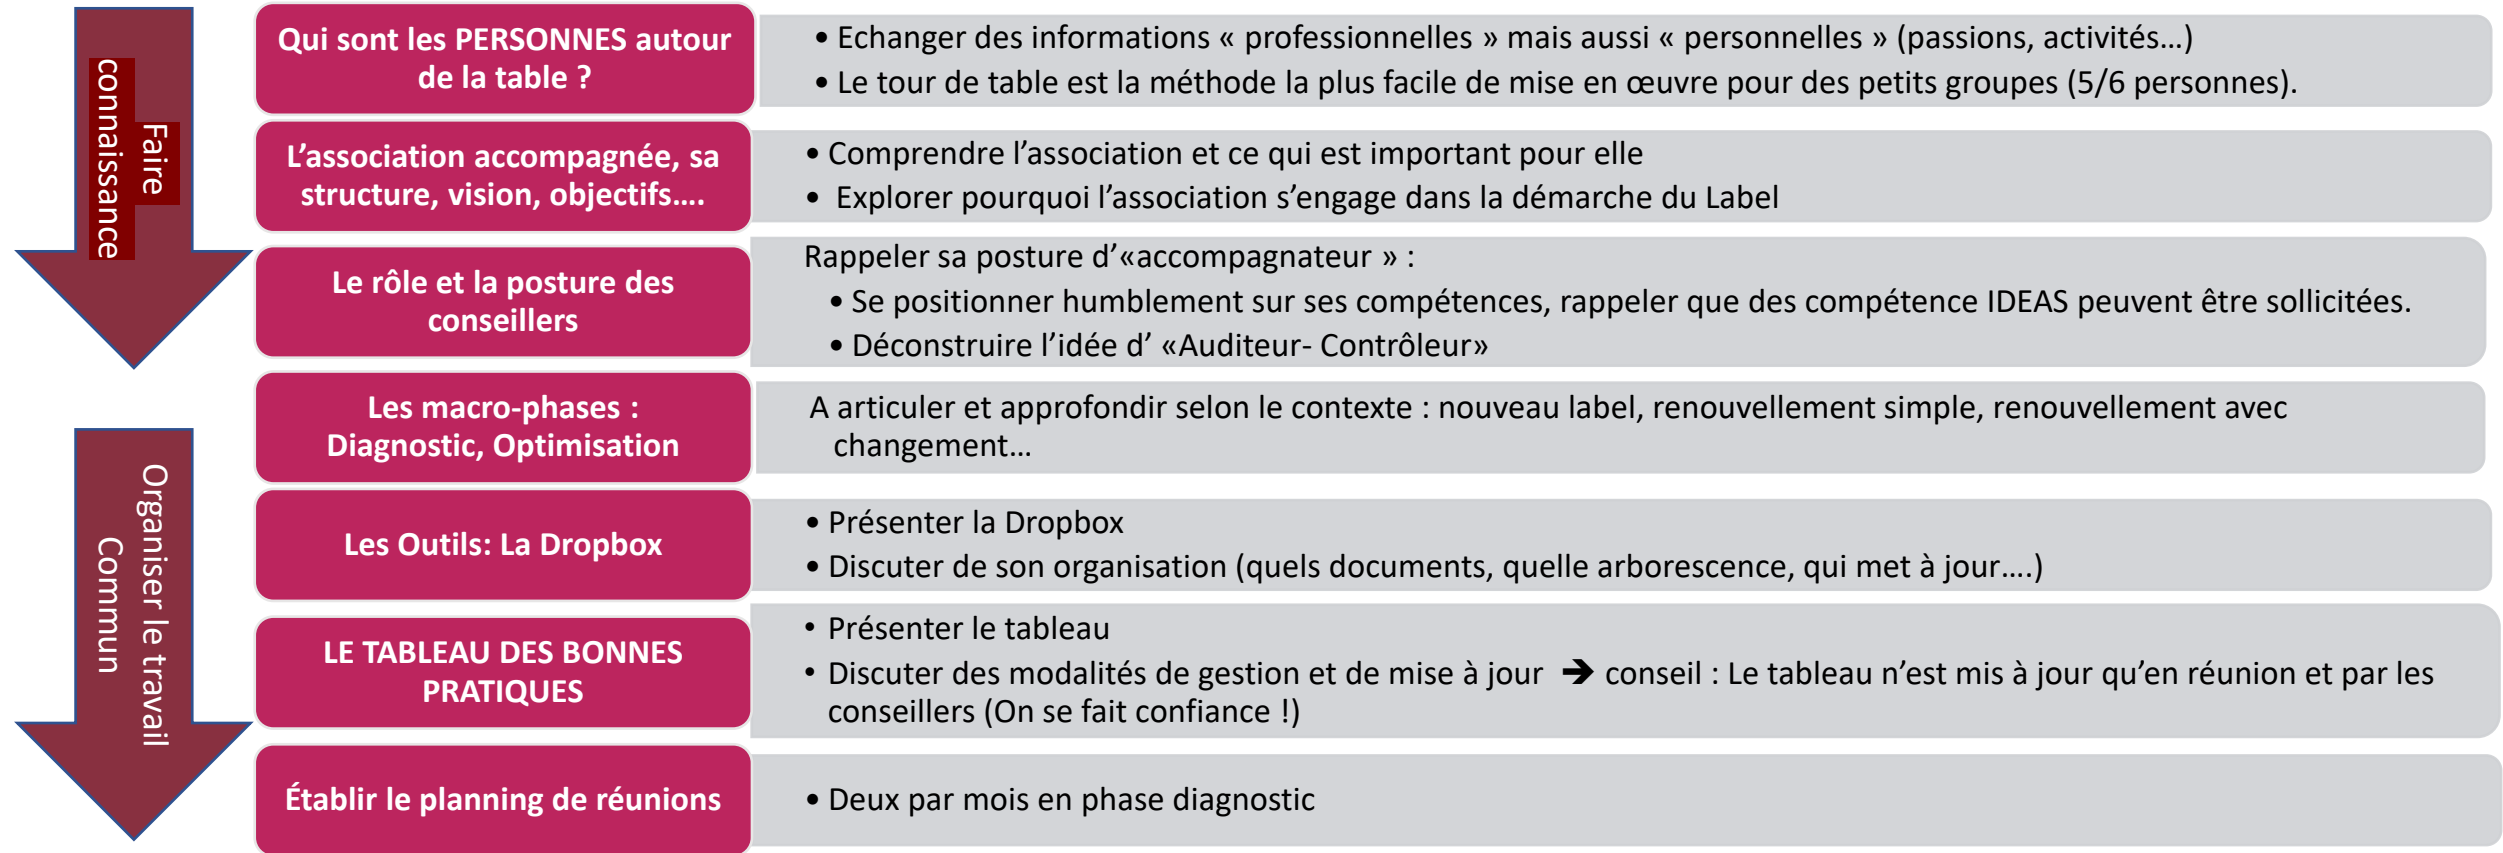 Faire
connaissance
Qui sont les PERSONNES autour
de la table ?
• Echanger des informations « professionnelles » mais aussi « personnelles » (passions, activités…)
• Le tour de table est la méthode la plus facile de mise en œuvre pour des petits groupes (5/6 personnes).
L’association accompagnée, sa
structure, vision, objectifs….
• Comprendre l’association et ce qui est important pour elle
• Explorer pourquoi l’association s’engage dans la démarche du Label
Le rôle et la posture des
conseillers
Rappeler sa posture d’«accompagnateur » :
• Se positionner humblement sur ses compétences, rappeler que des compétence IDEAS peuvent être sollicitées.
• Déconstruire l’idée d’ «Auditeur- Contrôleur»
Organiser le travail
Commun
Les macro-phases :
Diagnostic, Optimisation
A articuler et approfondir selon le contexte : nouveau label, renouvellement simple, renouvellement avec
changement…
Les Outils: La Dropbox
• Présenter la Dropbox
• Discuter de son organisation (quels documents, quelle arborescence, qui met à jour….)
LE TABLEAU DES BONNES
PRATIQUES
• Présenter le tableau
• Discuter des modalités de gestion et de mise à jour ➔ conseil : Le tableau n’est mis à jour qu’en réunion et par les
conseillers (On se fait confiance !)
Établir le planning de réunions
• Deux par mois en phase diagnostic